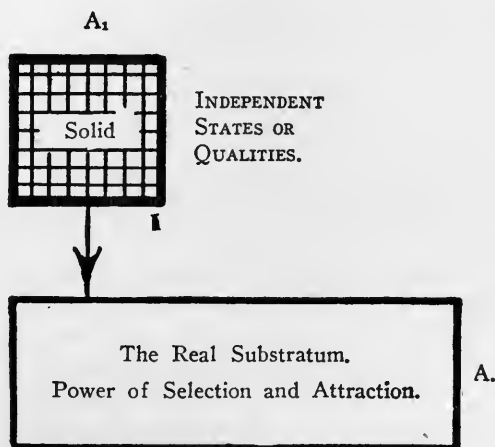 A₁
Solid
INDEPENDENT
STATES OR
QUALITIES.
The Real Substratum.
Power of Selection and Attraction.
A.